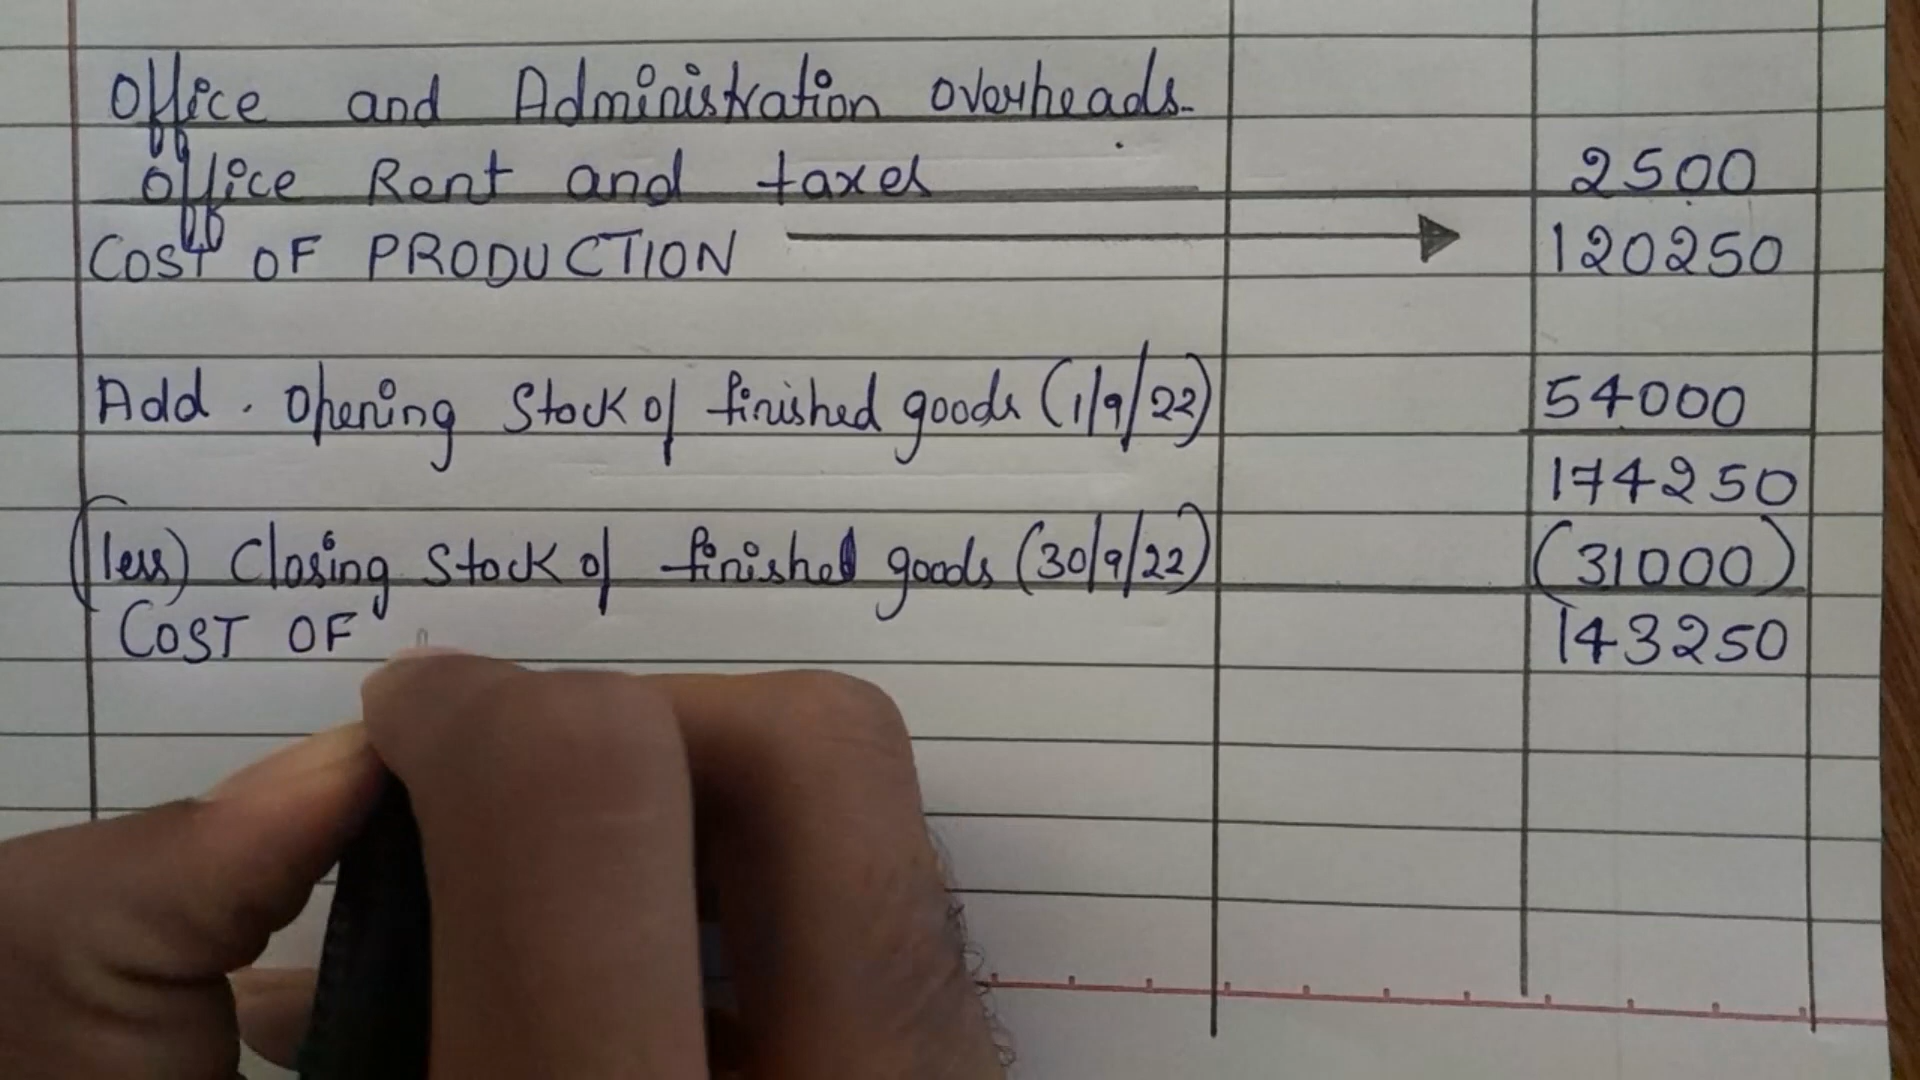 Office and Administration overheads
Office Rent and taxes 2500
COST OF PRODUCTION 120250
Add. Opening Stock of finished goods (1/9/22) 54000
174250
(less) Closing Stock of finished goods (30/9/22) (31000)
COST OF 143250